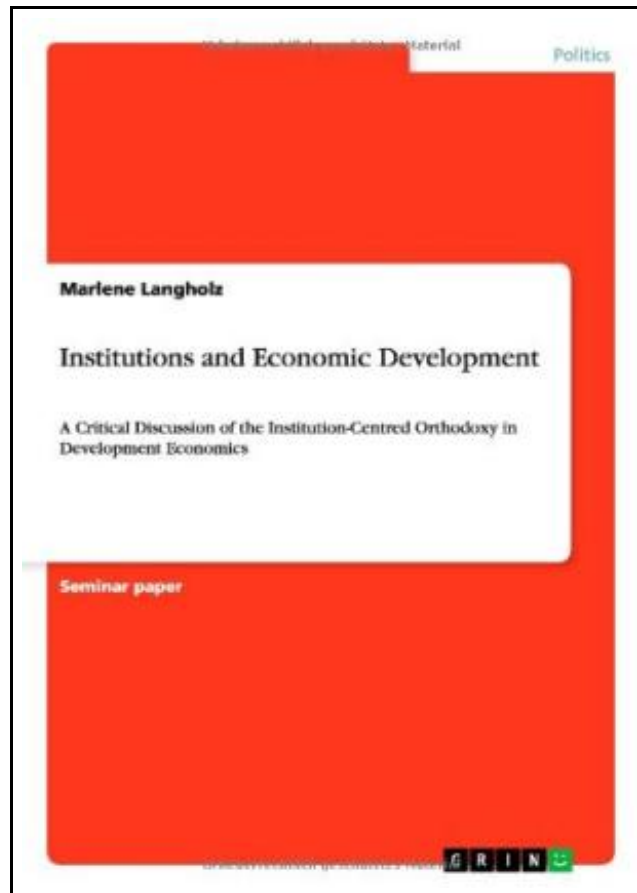 Material
Politics
Marlene Langholz
Institutions and Economic Development
A Critical Discussion of the Institution-Centred Orthodoxy in
Development Economics
Seminar paper
G R I N